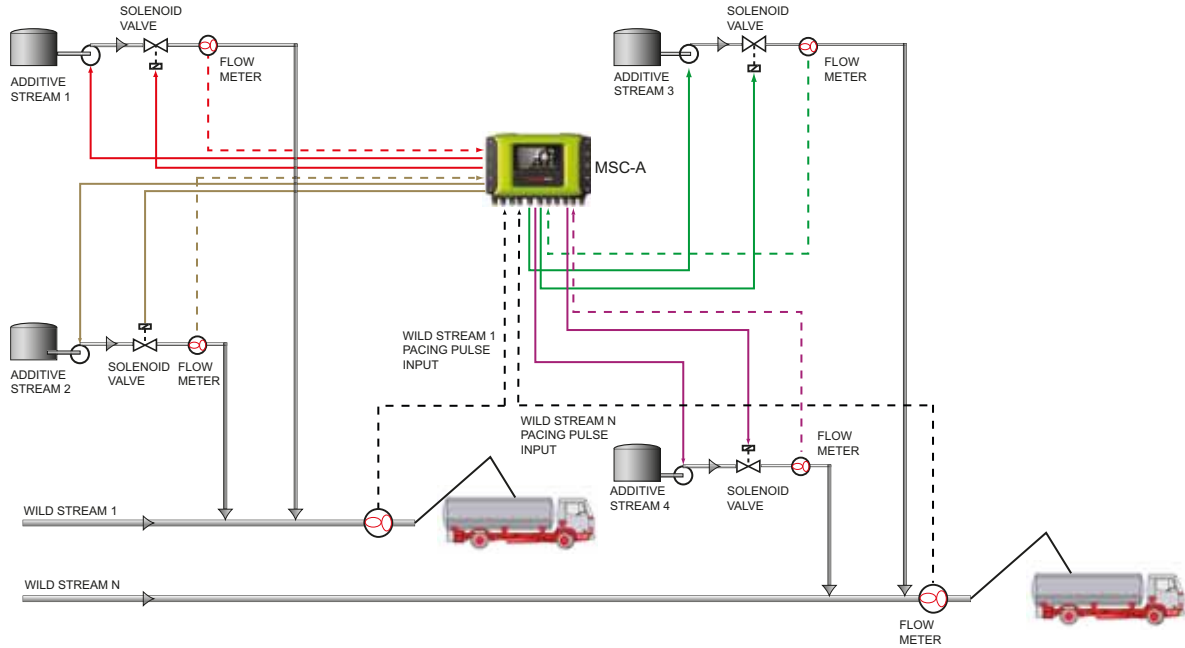 SOLENOID
VALVE
FLOW
METER
ADDITIVE
STREAM 1
SOLENOID
VALVE
FLOW
METER
ADDITIVE
STREAM 3
MSC-A
ADDITIVE
STREAM 2
SOLENOID
VALVE
FLOW
METER
WILD STREAM 1
PACING PULSE
INPUT
WILD STREAM N
PACING PULSE
INPUT
FLOW
METER
ADDITIVE
STREAM 4
SOLENOID
VALVE
WILD STREAM 1
WILD STREAM N
FLOW
METER